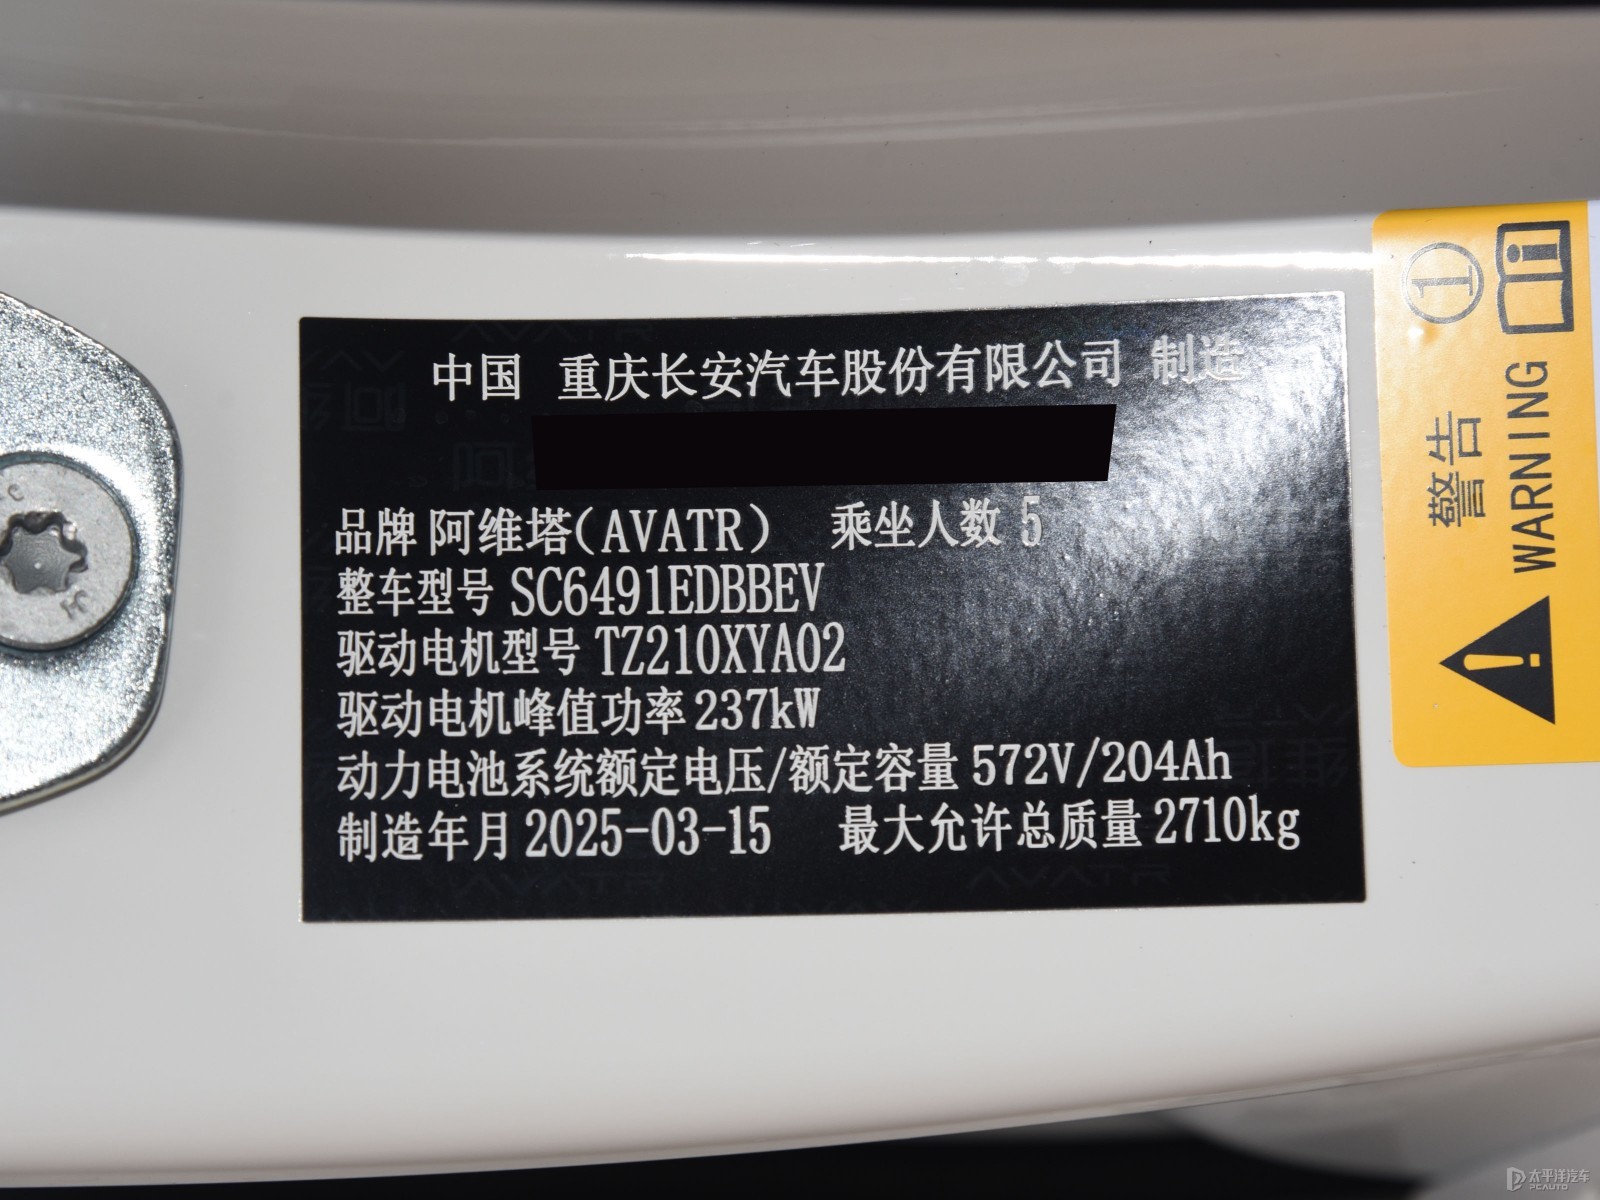 中国 重庆长安汽车股份有限公司 制造
品牌 阿维塔(AVATR) 乘坐人数 5
整车型号 SC6491EDBBEV
驱动电机型号 TZ210XYA02
驱动电机峰值功率 237kW
动力电池系统额定电压/额定容量 572V/204Ah
制造年月 2025-03-15 最大允许总质量 2710kg
①
警告
WARNING
太平洋汽车
PCAUTO